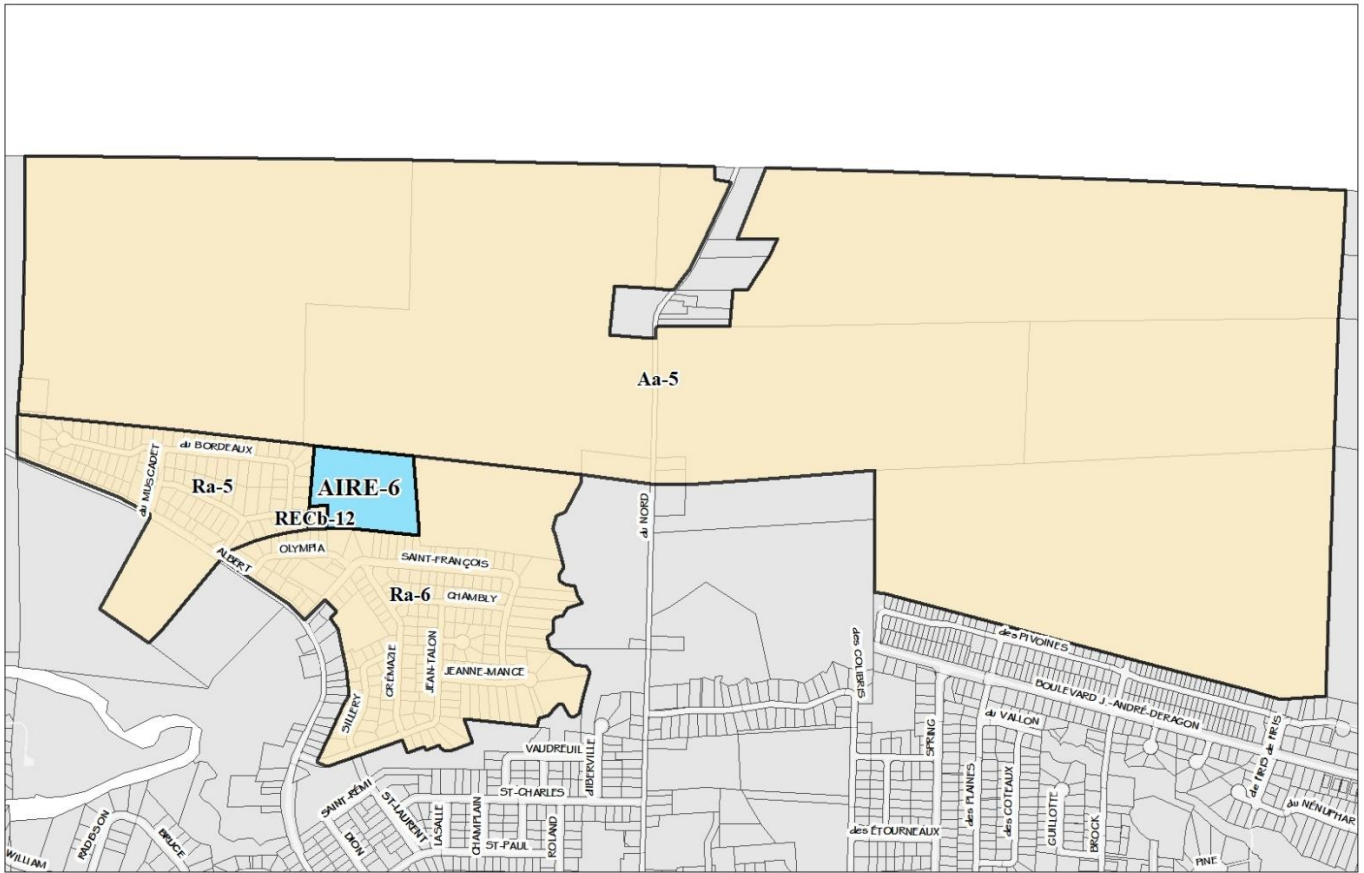 Aa-5
du BORDEAUX
du MUSCADET
Ra-5
AIRE-6
RECb-12
du NORD
OLYMPIA
ALBERT
SAINT-FRANÇOIS
Ra-6
CHAMBLY
CRÉMAZIE
JEAN-TALON
JEANNE-MANCE
SILLERY
des COLIBRIS
des PIVOINES
BOULEVARD J.-ANDRÉ-DERAGON
du VALLON
SPRING
de l'IRIS
de l'IRIS
VAUDREUIL
d'IBERVILLE
des PLAINES
des COTEAUX
GUILLOTTE
BROCK
du NÉNUPHAR
SAINT-RÉMI
ST-LAURENT
ST-CHARLES
LASALLE
CHAMPLAIN
ROLAND
DION
ST-PAUL
des ÉTOURNEAUX
RADISSON
BRUCE
WILLIAM
PINE